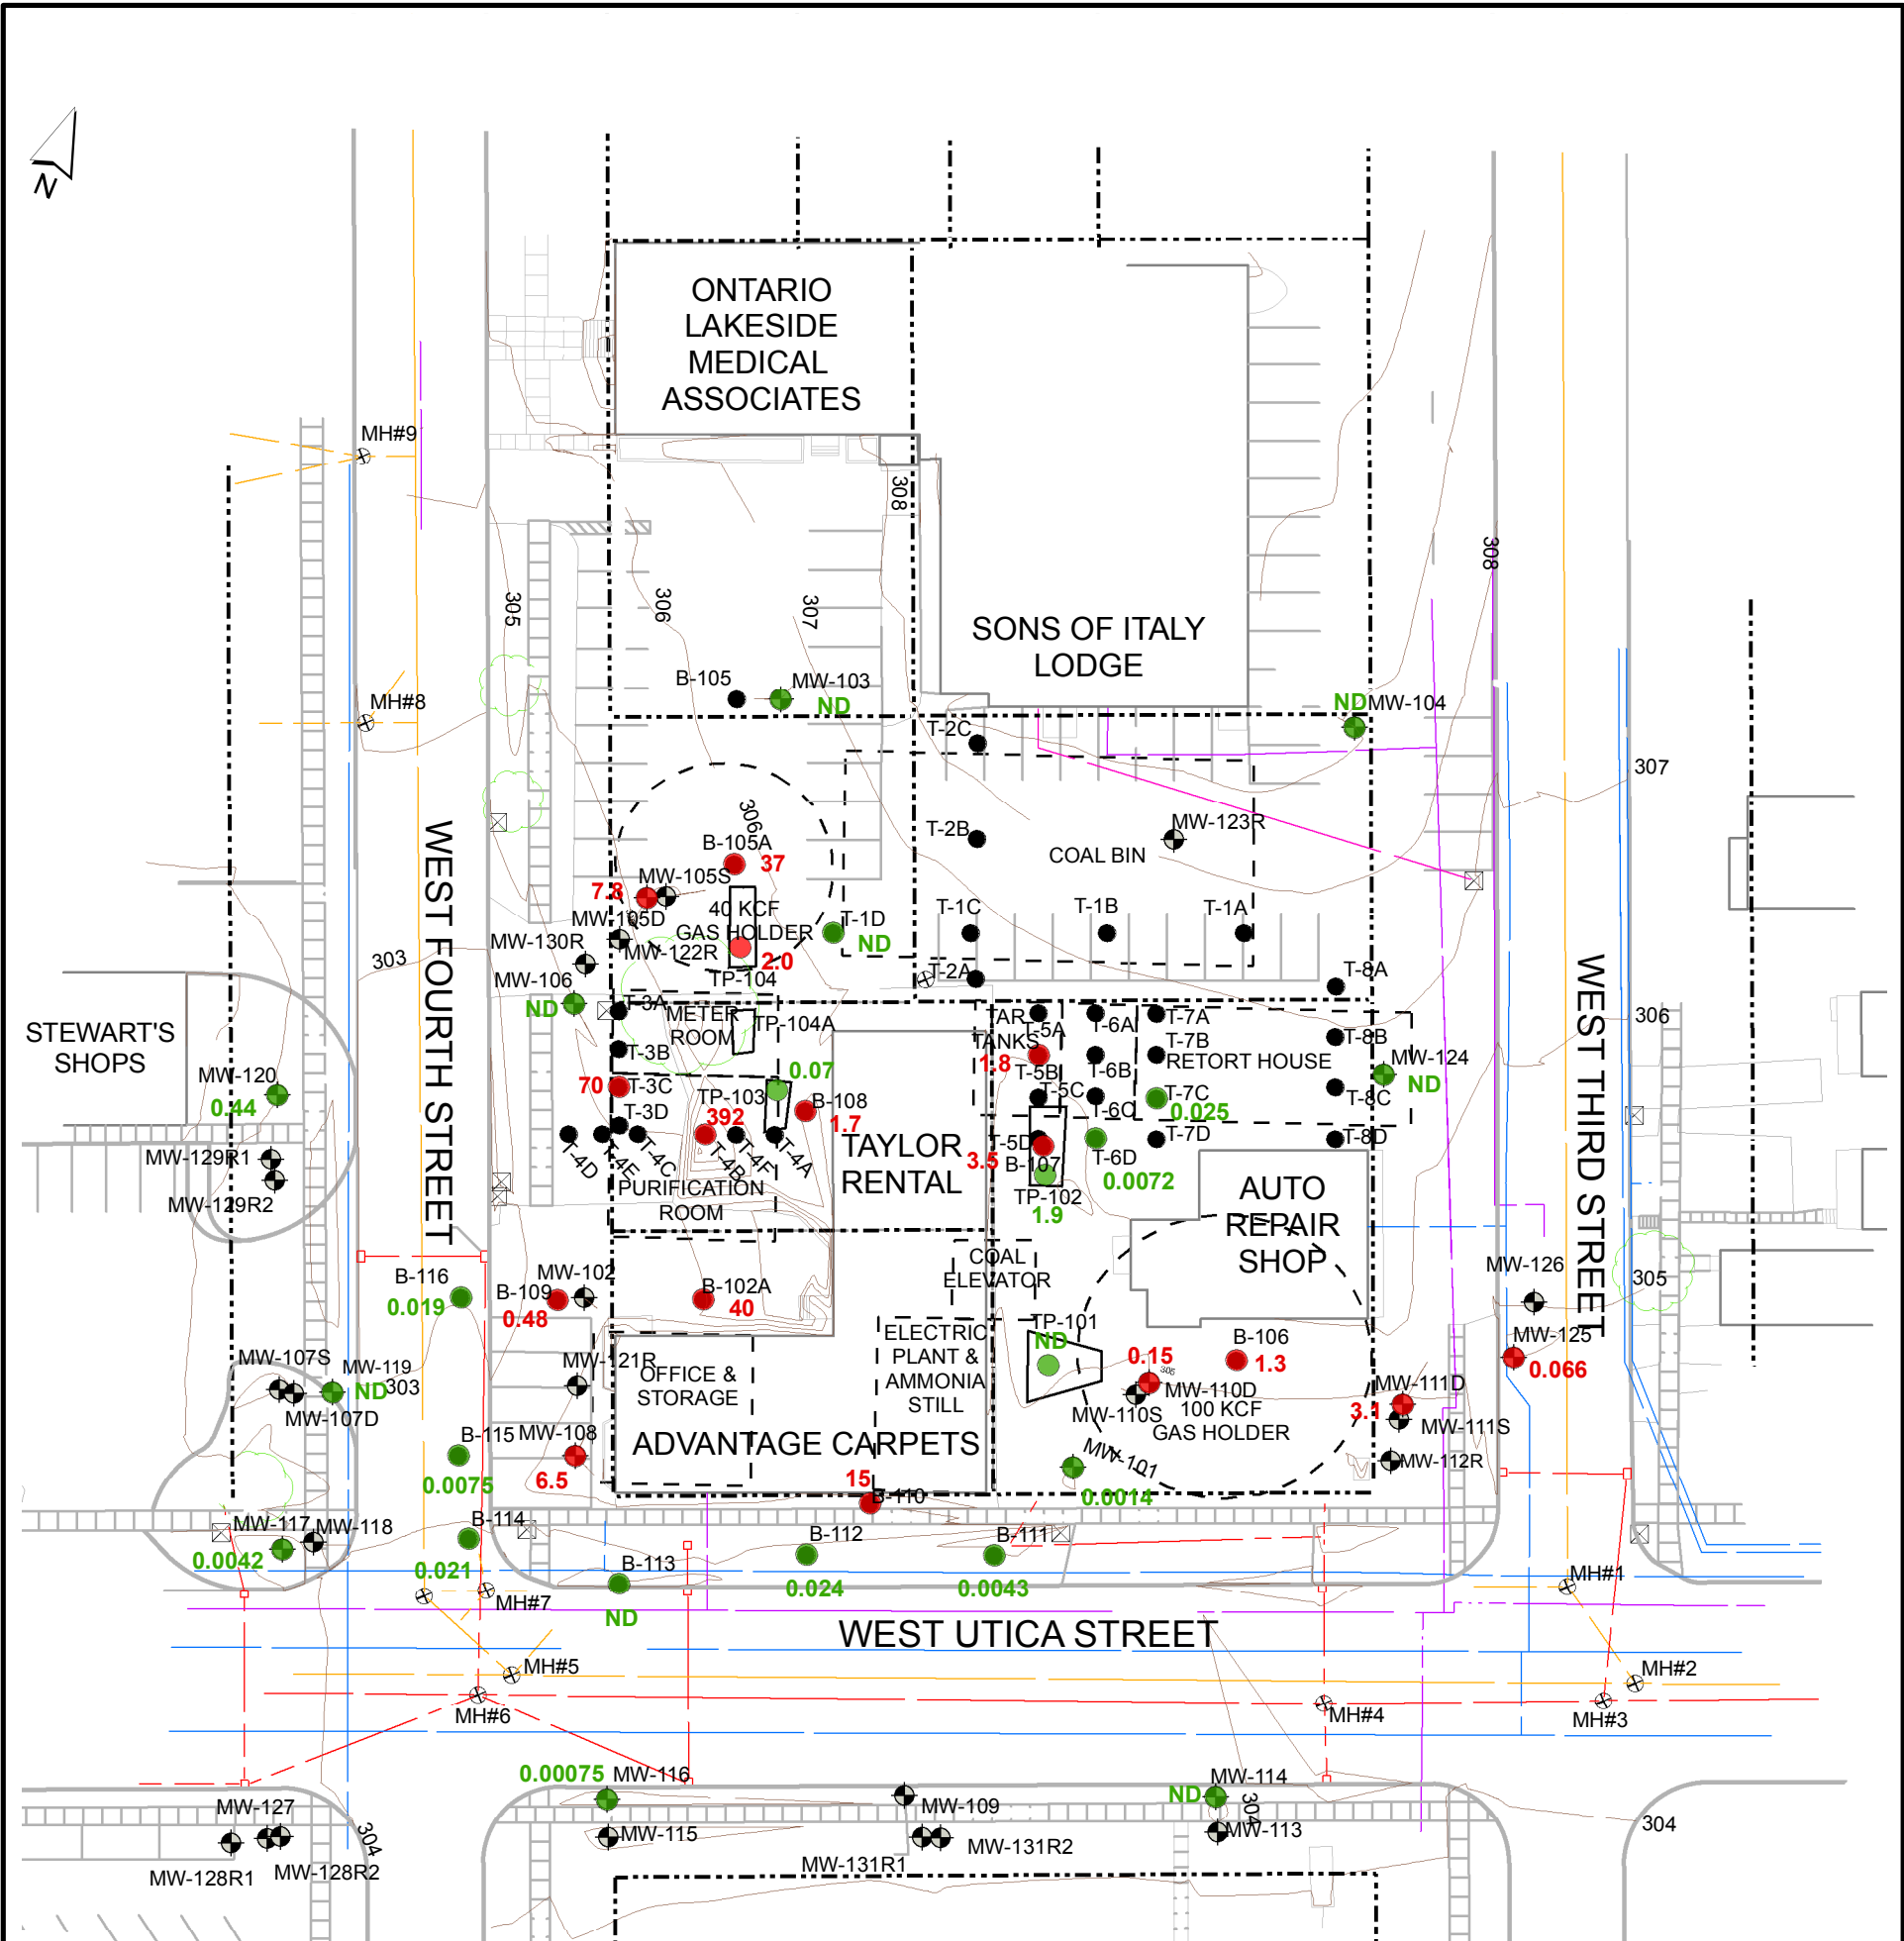 N
ONTARIO
LAKESIDE
MEDICAL
ASSOCIATES
MH#9
308
305
306
307
308
SONS OF ITALY
LODGE
B-105
MW-103
ND
ND
MW-104
MH#8
T-2C
307
306
B-105A
37
T-2B
MW-123R
COAL BIN
WEST FOURTH STREET
MW-105S
7.8
40 KCF
GAS HOLDER
MW-105D
T-1D
ND
T-1C
T-1B
T-1A
MW-130R
MW-122R
303
2.0
TP-104
T-2A
T-8A
MW-106
ND
T-3A
METER
ROOM
TP-104A
TAR
TANKS
T-5A
T-6A
T-7A
WEST THIRD STREET
306
STEWART'S
SHOPS
T-3B
T-7B
RETORT HOUSE
T-8B
1.8
T-5B
T-6B
MW-124
ND
MW-120
0.44
70
T-3C
TP-103
0.07
B-108
1.7
T-5C
T-6C
T-7C
0.025
T-8C
392
T-3D
T-4D
T-4E
T-4C
T-4B
T-4F
T-4A
TAYLOR
RENTAL
T-5D
3.5
B-107
T-6D
0.0072
T-7D
T-8D
MW-129R1
MW-129R2
PURIFICATION
ROOM
TP-102
1.9
AUTO
REPAIR
SHOP
COAL
ELEVATOR
B-116
0.019
B-109
0.48
MW-102
B-102A
40
MW-126
305
TP-101
ND
ELECTRIC
PLANT &
AMMONIA
STILL
B-106
1.3
0.15
305
MW-125
0.066
MW-107S
MW-119
ND
303
MW-107D
MW-121R
OFFICE &
STORAGE
MW-110D
MW-110S
100 KCF
GAS HOLDER
MW-111D
3.1
MW-111S
MW-112R
B-115
0.0075
MW-108
6.5
ADVANTAGE CARPETS
MW-101
0.0014
15
B-110
MW-117
MW-118
0.0042
B-114
0.021
B-112
0.024
B-111
0.0043
B-113
ND
MH#7
MH#1
WEST UTICA STREET
MH#5
MH#2
MH#6
MH#4
MH#3
0.00075
MW-116
MW-114
ND
304
MW-127
MW-109
MW-115
MW-113
304
304
MW-128R1
MW-128R2
MW-131R1
MW-131R2